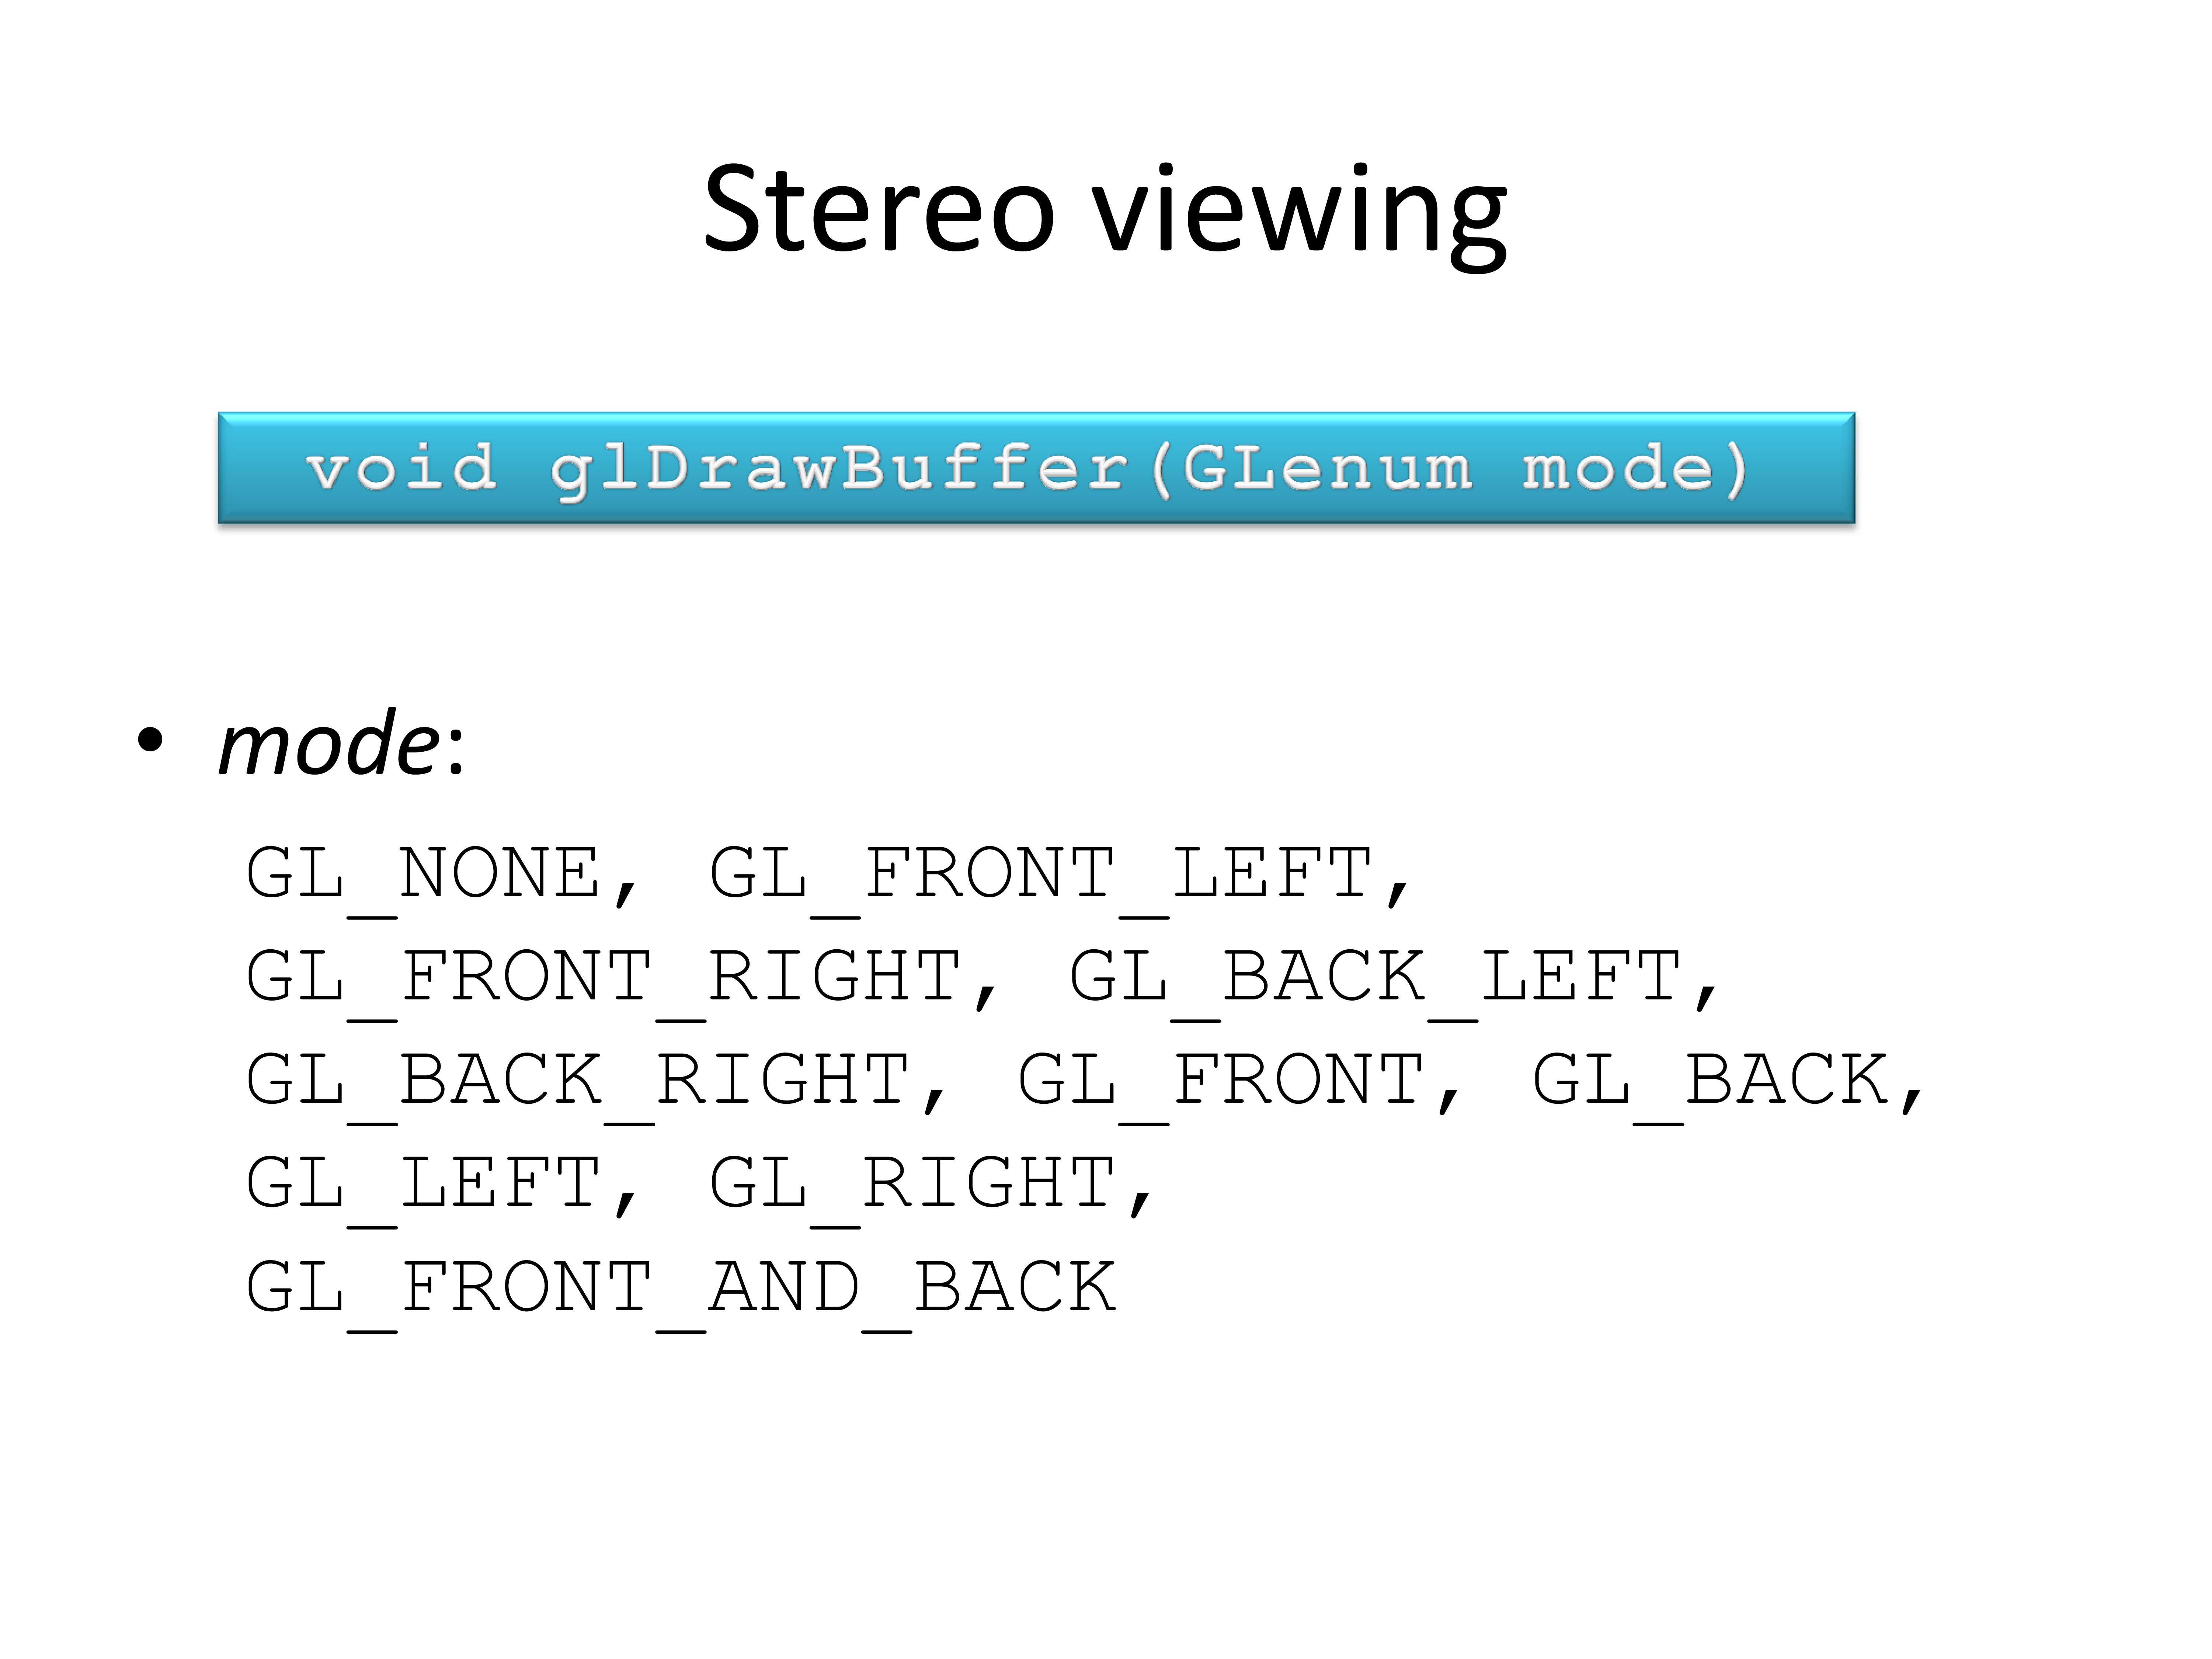 Stereo viewing
void glDrawBuffer(GLenum mode)
• mode:
GL_NONE, GL_FRONT_LEFT,
GL_FRONT_RIGHT, GL_BACK_LEFT,
GL_BACK_RIGHT, GL_FRONT, GL_BACK,
GL_LEFT, GL_RIGHT,
GL_FRONT_AND_BACK